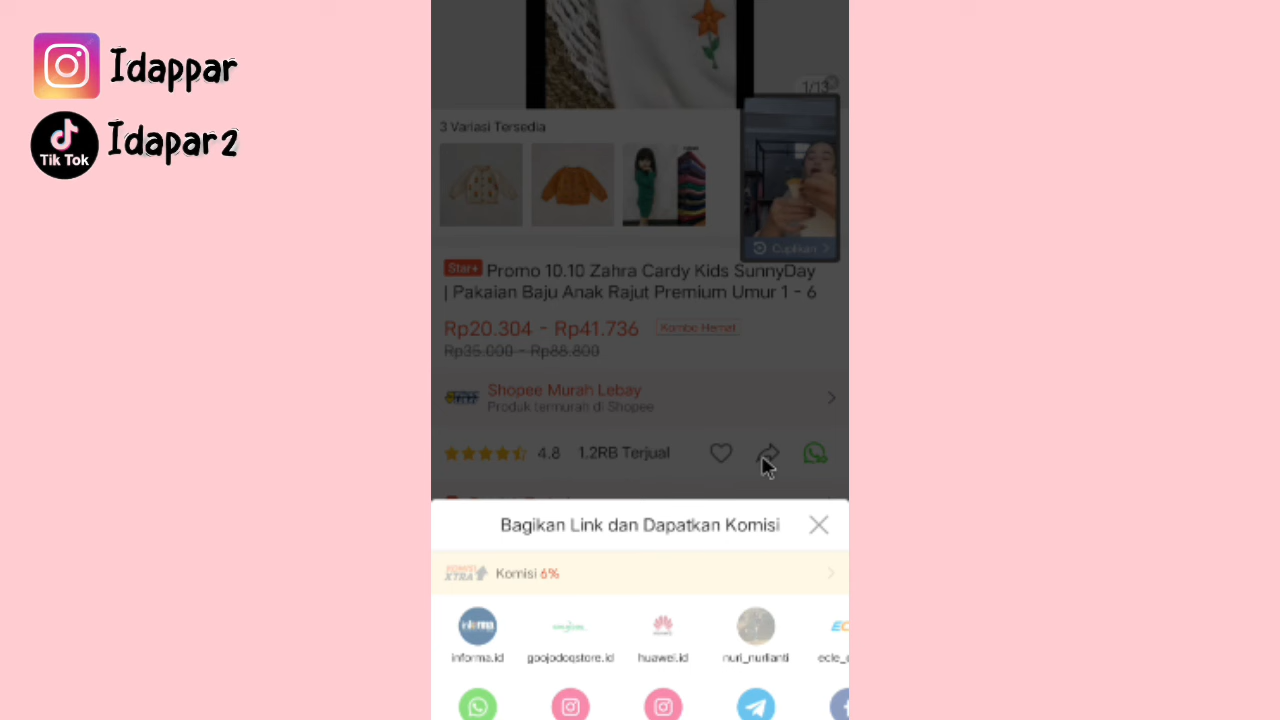 Idappar
Tik Tok
Idapar2
1/13
3 Variasi Tersedia
Cuplikan
Star+ Promo 10.10 Zahra Cardy Kids SunnyDay
| Pakaian Baju Anak Rajut Premium Umur 1 - 6
Rp20.304 - Rp41.736 Kombo Hemat
Rp35.000 - Rp88.800
Shopee Murah Lebay
Produk termurah di Shopee
4.8 1.2RB Terjual
Bagikan Link dan Dapatkan Komisi
KOMISI XTRA Komisi 6%
informa.id goojodoqstore.id huawei.id nuri_nurlianti